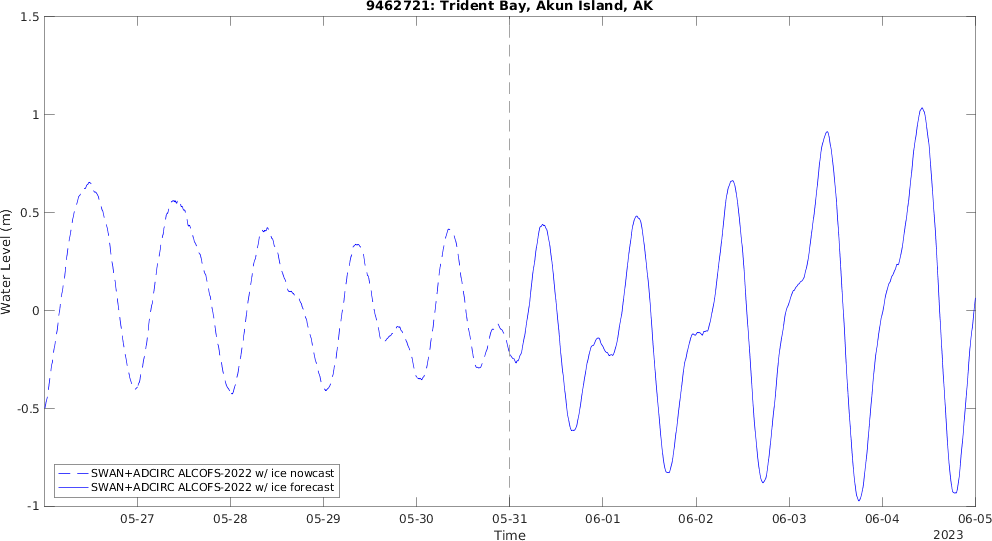 9462721: Trident Bay, Akun Island, AK
1.5
1
0.5
0
-0.5
-1
Water Level (m)
SWAN+ADCIRC ALCOFS-2022 w/ ice nowcast
SWAN+ADCIRC ALCOFS-2022 w/ ice forecast
05-27 05-28 05-29 05-30 05-31 06-01 06-02 06-03 06-04 06-05
Time
2023